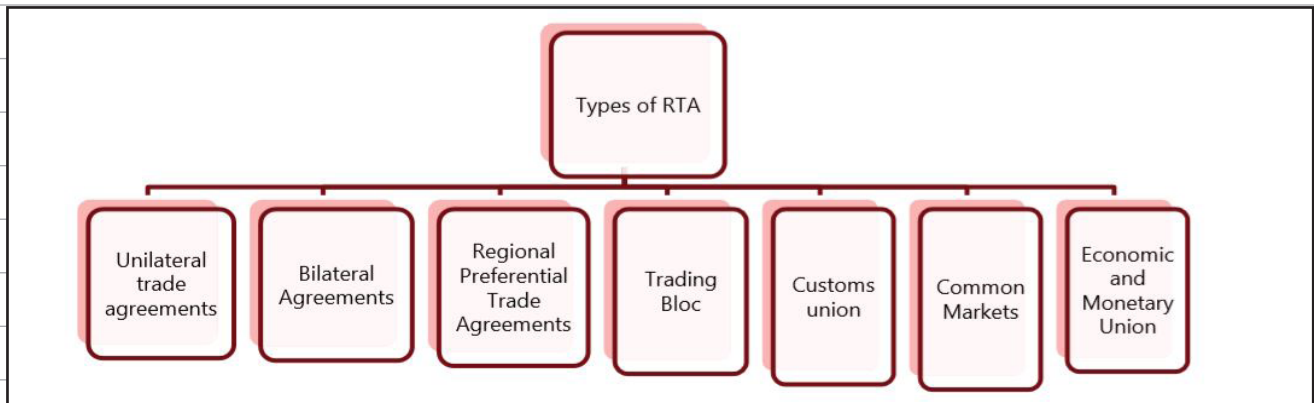 Types of RTA
Unilateral
trade
agreements
Bilateral
Agreements
Regional
Preferential
Trade
Agreements
Trading
Bloc
Customs
union
Common
Markets
Economic
and
Monetary
Union